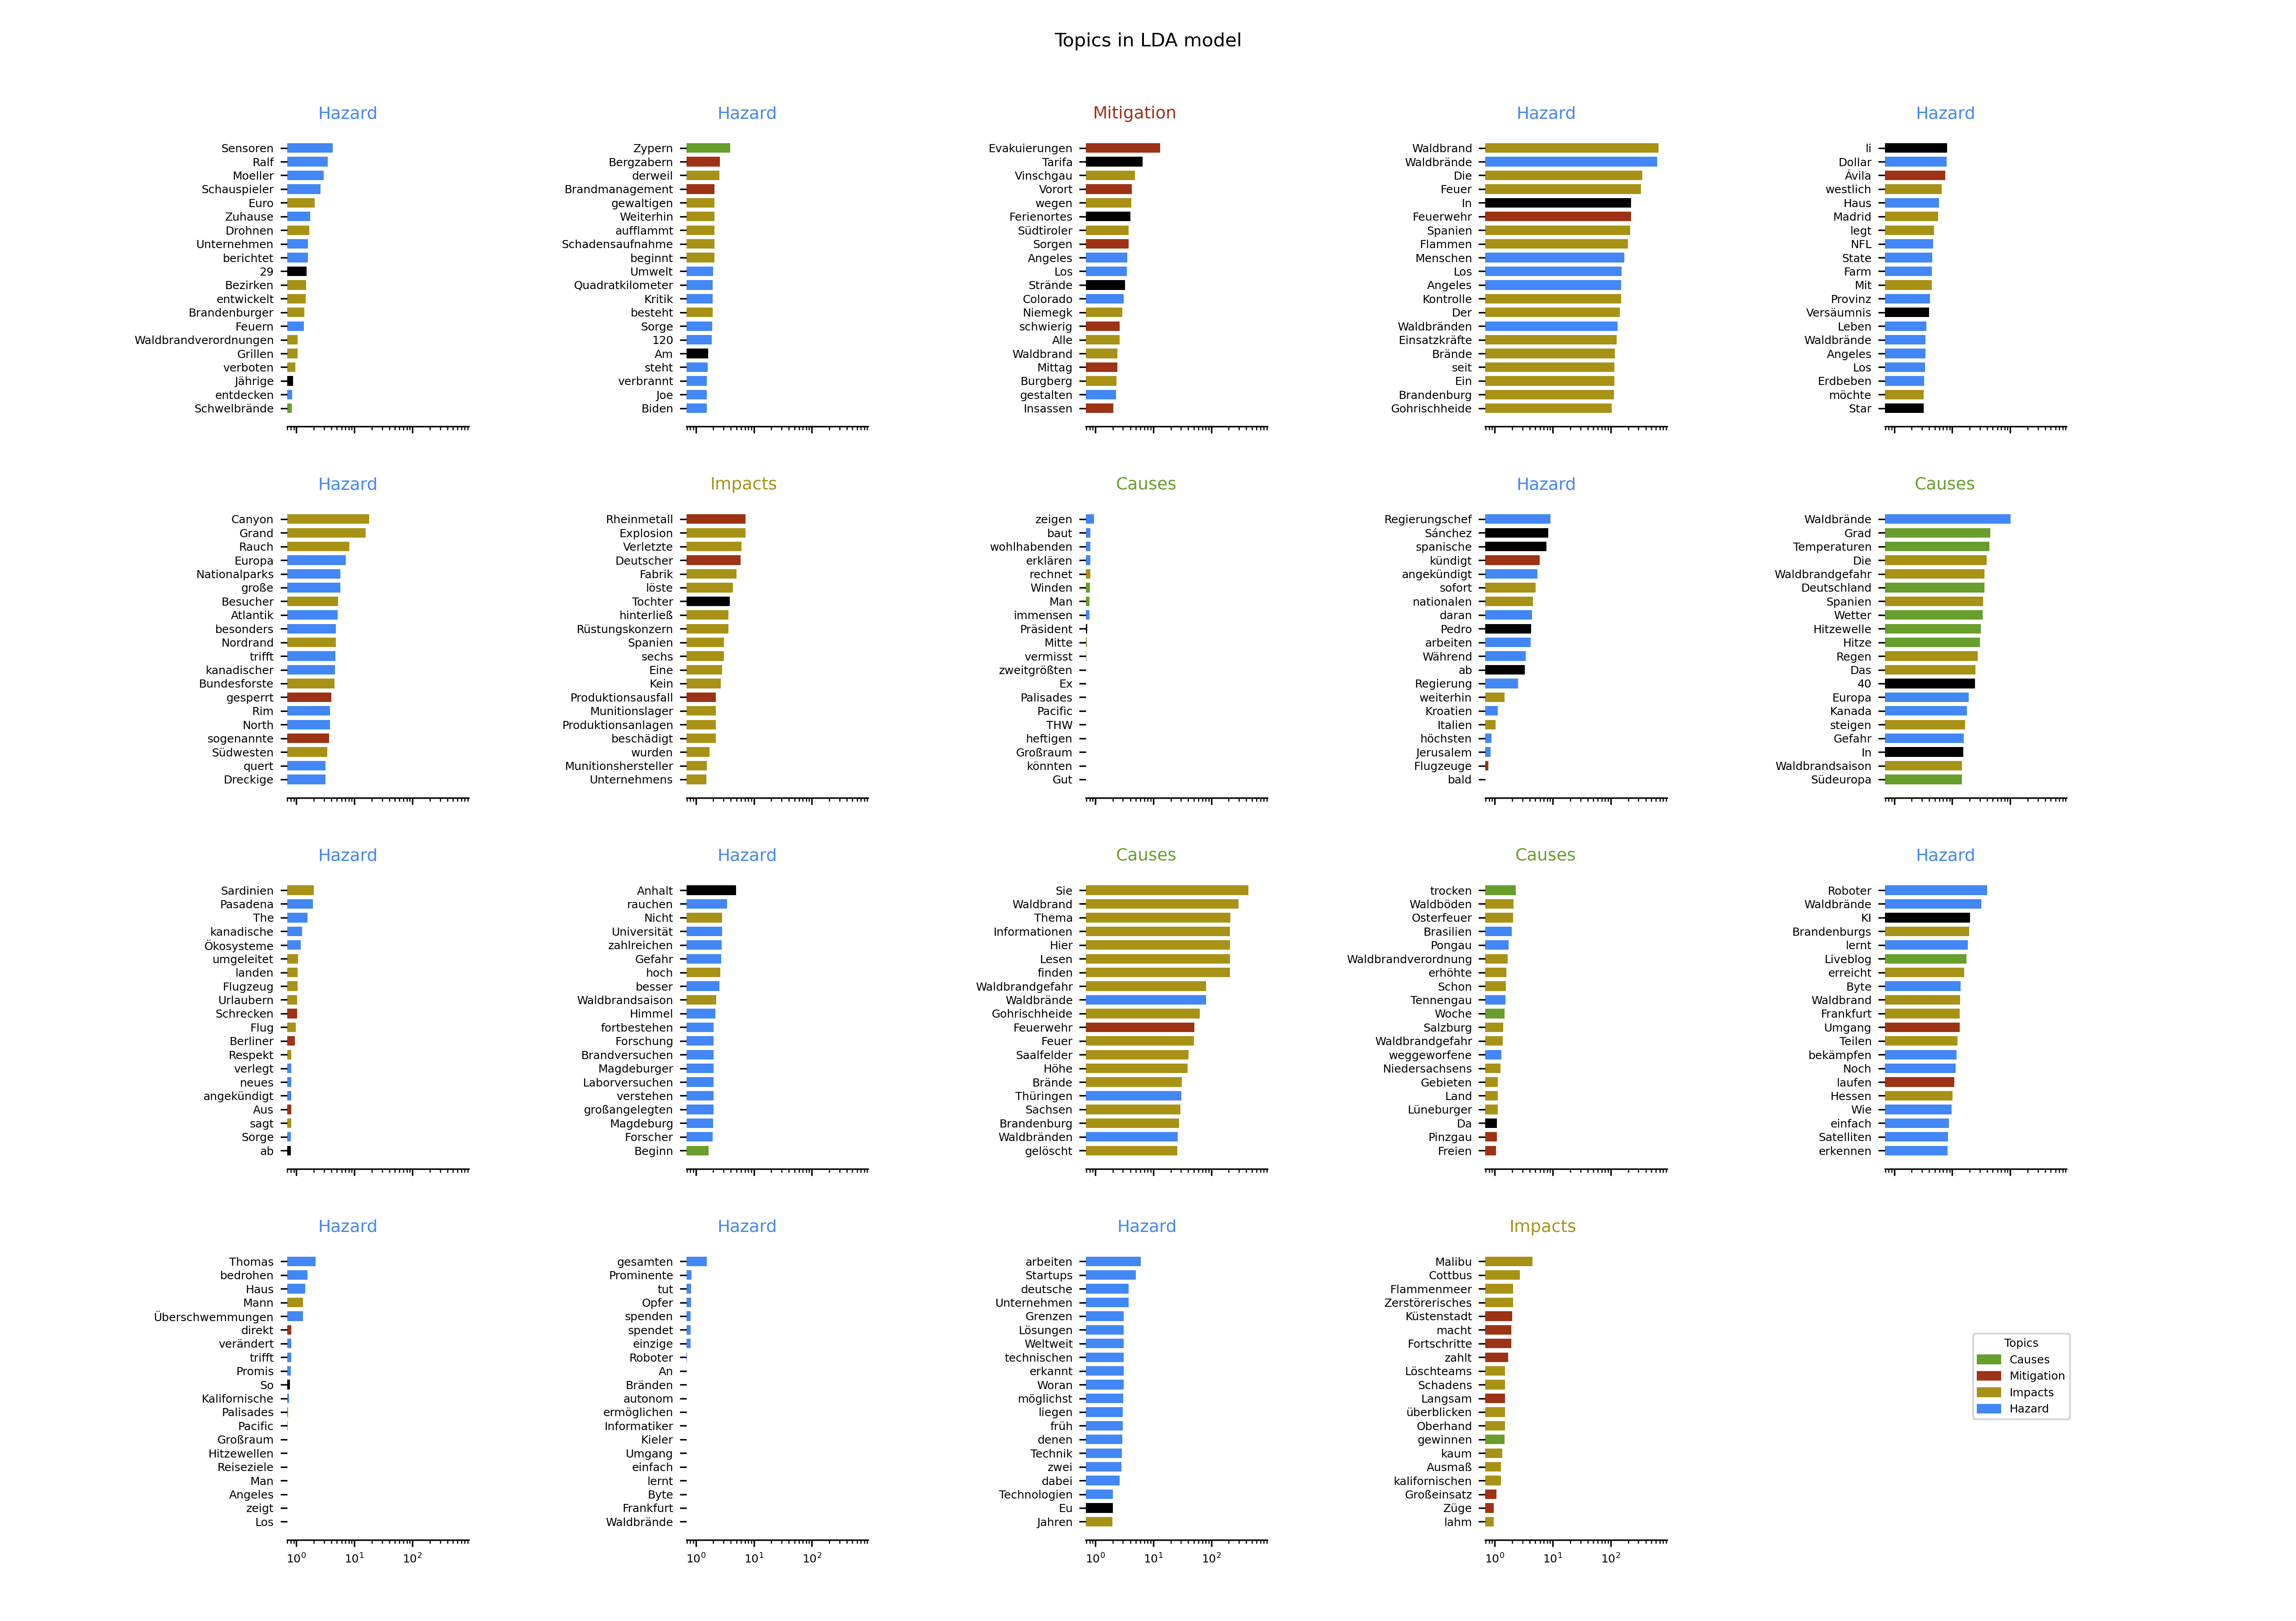 Topics in LDA model
Hazard
Sensoren
Ralf
Moeller
Schauspieler
Euro
Zuhause
Drohnen
Unternehmen
berichtet
29
Bezirken
entwickelt
Brandenburger
Feuern
Waldbrandverordnungen
Grillen
verboten
Jährige
entdecken
Schwelbrände
Hazard
Zypern
Bergzabern
derweil
Brandmanagement
gewaltigen
Weiterhin
aufflammt
Schadensaufnahme
beginnt
Umwelt
Quadratkilometer
Kritik
besteht
Sorge
120
Am
steht
verbrannt
Joe
Biden
Mitigation
Evakuierungen
Tarifa
Vinschgau
Vorort
wegen
Ferienortes
Südtiroler
Sorgen
Angeles
Los
Strände
Colorado
Niemegk
schwierig
Alle
Waldbrand
Mittag
Burgberg
gestalten
Insassen
Hazard
Waldbrand
Waldbrände
Die
Feuer
In
Feuerwehr
Spanien
Flammen
Menschen
Los
Angeles
Kontrolle
Der
Waldbränden
Einsatzkräfte
Brände
seit
Ein
Brandenburg
Gohrischheide
Hazard
li
Dollar
Ávila
westlich
Haus
Madrid
legt
NFL
State
Farm
Mit
Provinz
Versäumnis
Leben
Waldbrände
Angeles
Los
Erdbeben
möchte
Star
Hazard
Canyon
Grand
Rauch
Europa
Nationalparks
große
Besucher
Atlantik
besonders
Nordrand
trifft
kanadischer
Bundesforste
gesperrt
Rim
North
sogenannte
Südwesten
quert
Dreckige
Impacts
Rheinmetall
Explosion
Verletzte
Deutscher
Fabrik
löste
Tochter
hinterließ
Rüstungskonzern
Spanien
sechs
Eine
Kein
Produktionsausfall
Munitionslager
Produktionsanlagen
beschädigt
wurden
Munitionshersteller
Unternehmens
Causes
zeigen
baut
wohlhabenden
erklären
rechnet
Winden
Man
immensen
Präsident
Mitte
vermisst
zweitgrößten
Ex
Palisades
Pacific
THW
heftigen
Großraum
könnten
Gut
Hazard
Regierungschef
Sánchez
spanische
kündigt
angekündigt
sofort
nationalen
daran
Pedro
arbeiten
Während
ab
Regierung
weiterhin
Kroatien
Italien
höchsten
Jerusalem
Flugzeuge
bald
Causes
Waldbrände
Grad
Temperaturen
Die
Waldbrandgefahr
Deutschland
Spanien
Wetter
Hitzewelle
Hitze
Regen
Das
40
Europa
Kanada
steigen
Gefahr
In
Waldbrandsaison
Südeuropa
Hazard
Sardinien
Pasadena
The
kanadische
Ökosysteme
umgeleitet
landen
Flugzeug
Urlaubern
Schrecken
Flug
Berliner
Respekt
verlegt
neues
angekündigt
Aus
sagt
Sorge
ab
Hazard
Anhalt
rauchen
Nicht
Universität
zahlreichen
Gefahr
hoch
besser
Waldbrandsaison
Himmel
fortbestehen
Forschung
Brandversuchen
Magdeburger
Laborversuchen
verstehen
großangelegten
Magdeburg
Forscher
Beginn
Causes
Sie
Waldbrand
Thema
Informationen
Hier
Lesen
finden
Waldbrandgefahr
Waldbrände
Gohrischheide
Feuerwehr
Feuer
Saalfelder
Höhe
Brände
Thüringen
Sachsen
Brandenburg
Waldbränden
gelöscht
Causes
trocken
Waldböden
Osterfeuer
Brasilien
Pongau
Waldbrandverordnung
erhöhte
Schon
Tennengau
Woche
Salzburg
Waldbrandgefahr
weggeworfene
Niedersachsens
Gebieten
Land
Lüneburger
Da
Pinzgau
Freien
Hazard
Roboter
Waldbrände
KI
Brandenburgs
lernt
Liveblog
erreicht
Byte
Waldbrand
Frankfurt
Umgang
Teilen
bekämpfen
Noch
laufen
Hessen
Wie
einfach
Satelliten
erkennen
Hazard
Thomas
bedrohen
Haus
Mann
Überschwemmungen
direkt
verändert
trifft
Promis
So
Kalifornische
Palisades
Pacific
Großraum
Hitzewellen
Reiseziele
Man
Angeles
zeigt
Los
10⁰ 10¹ 10²
Hazard
gesamten
Prominente
tut
Opfer
spenden
spendet
einzige
Roboter
An
Bränden
autonom
ermöglichen
Informatiker
Kieler
Umgang
einfach
lernt
Byte
Frankfurt
Waldbrände
10⁰ 10¹ 10²
Hazard
arbeiten
Startups
deutsche
Unternehmen
Grenzen
Lösungen
Weltweit
technischen
erkannt
Woran
möglichst
liegen
früh
denen
Technik
zwei
dabei
Technologien
Eu
Jahren
10⁰ 10¹ 10²
Impacts
Malibu
Cottbus
Flammenmeer
Zerstörerisches
Küstenstadt
macht
Fortschritte
zahlt
Löschteams
Schadens
Langsam
überblicken
Oberhand
gewinnen
kaum
Ausmaß
kalifornischen
Großeinsatz
Züge
lahm
10⁰ 10¹ 10²
Topics
Causes
Mitigation
Impacts
Hazard